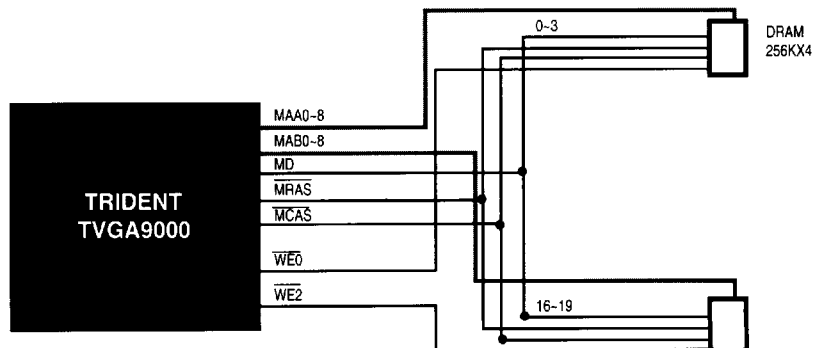 0~3
DRAM
256KX4
MAA0~8
MAB0~8
MD
MRAS
MCAS
TRIDENT
TVGA9000
WE0
WE2
16~19